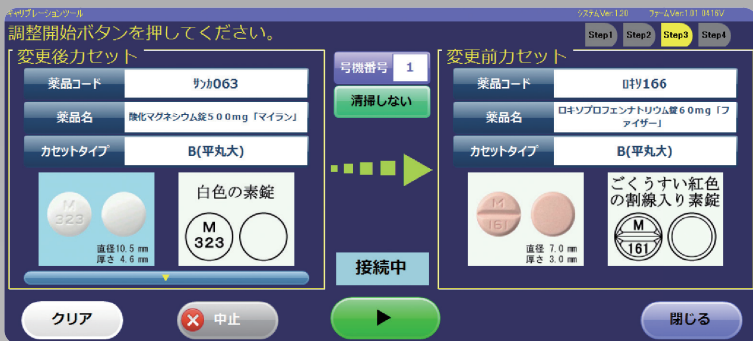 キャリブレーションツール
システムVer:1.20 ファームVer:1.01-0416V
調整開始ボタンを押してください。
Step1 Step2 Step3 Step4
変更後カセット
薬品コード サンカ063
薬品名 酸化マグネシウム錠500mg「マイラン」
カセットタイプ B(平丸大)
M
323
直径10.5 mm
厚さ 4.6 mm
白色の素錠
M
323
号機番号 1
清掃しない
接続中
変更前カセット
薬品コード ロキソ166
薬品名 ロキソプロフェンナトリウム錠60mg「フ
ァイザー」
カセットタイプ B(平丸大)
M
161
直径 7.0 mm
厚さ 3.0 mm
ごくうすい紅色
の割線入り素錠
M
161
クリア
中止
閉じる